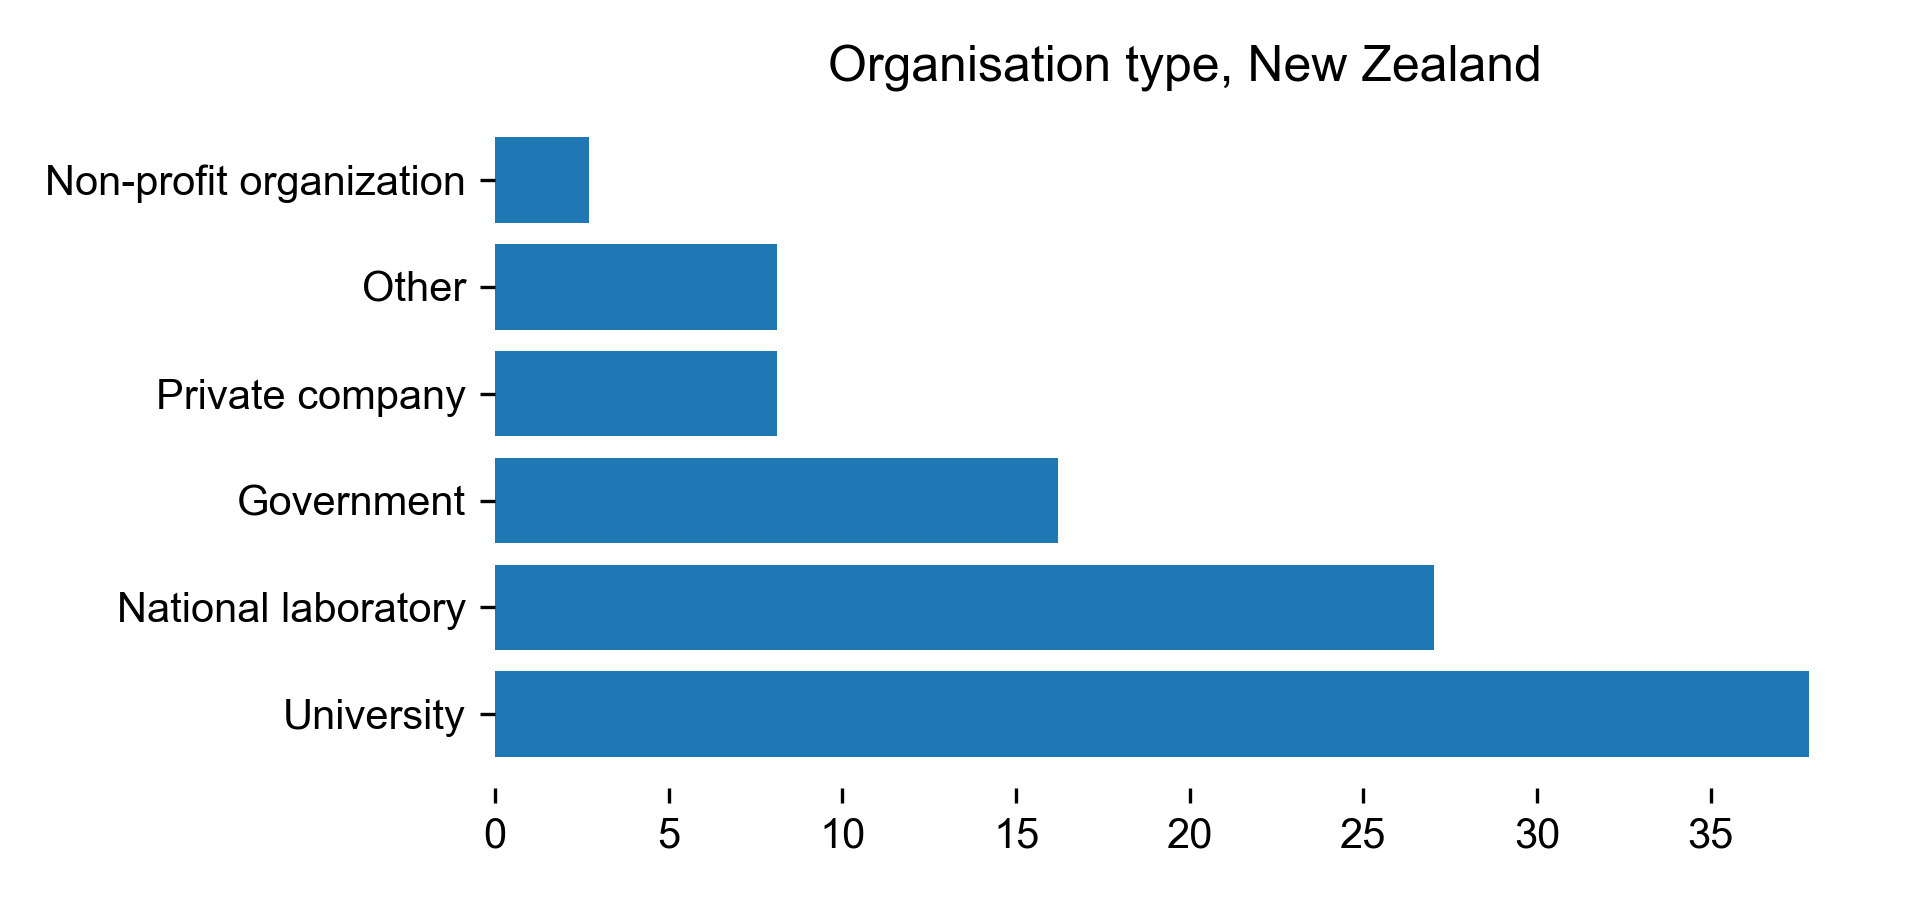 Organisation type, New Zealand
Non-profit organization
Other
Private company
Government
National laboratory
University
0 5 10 15 20 25 30 35